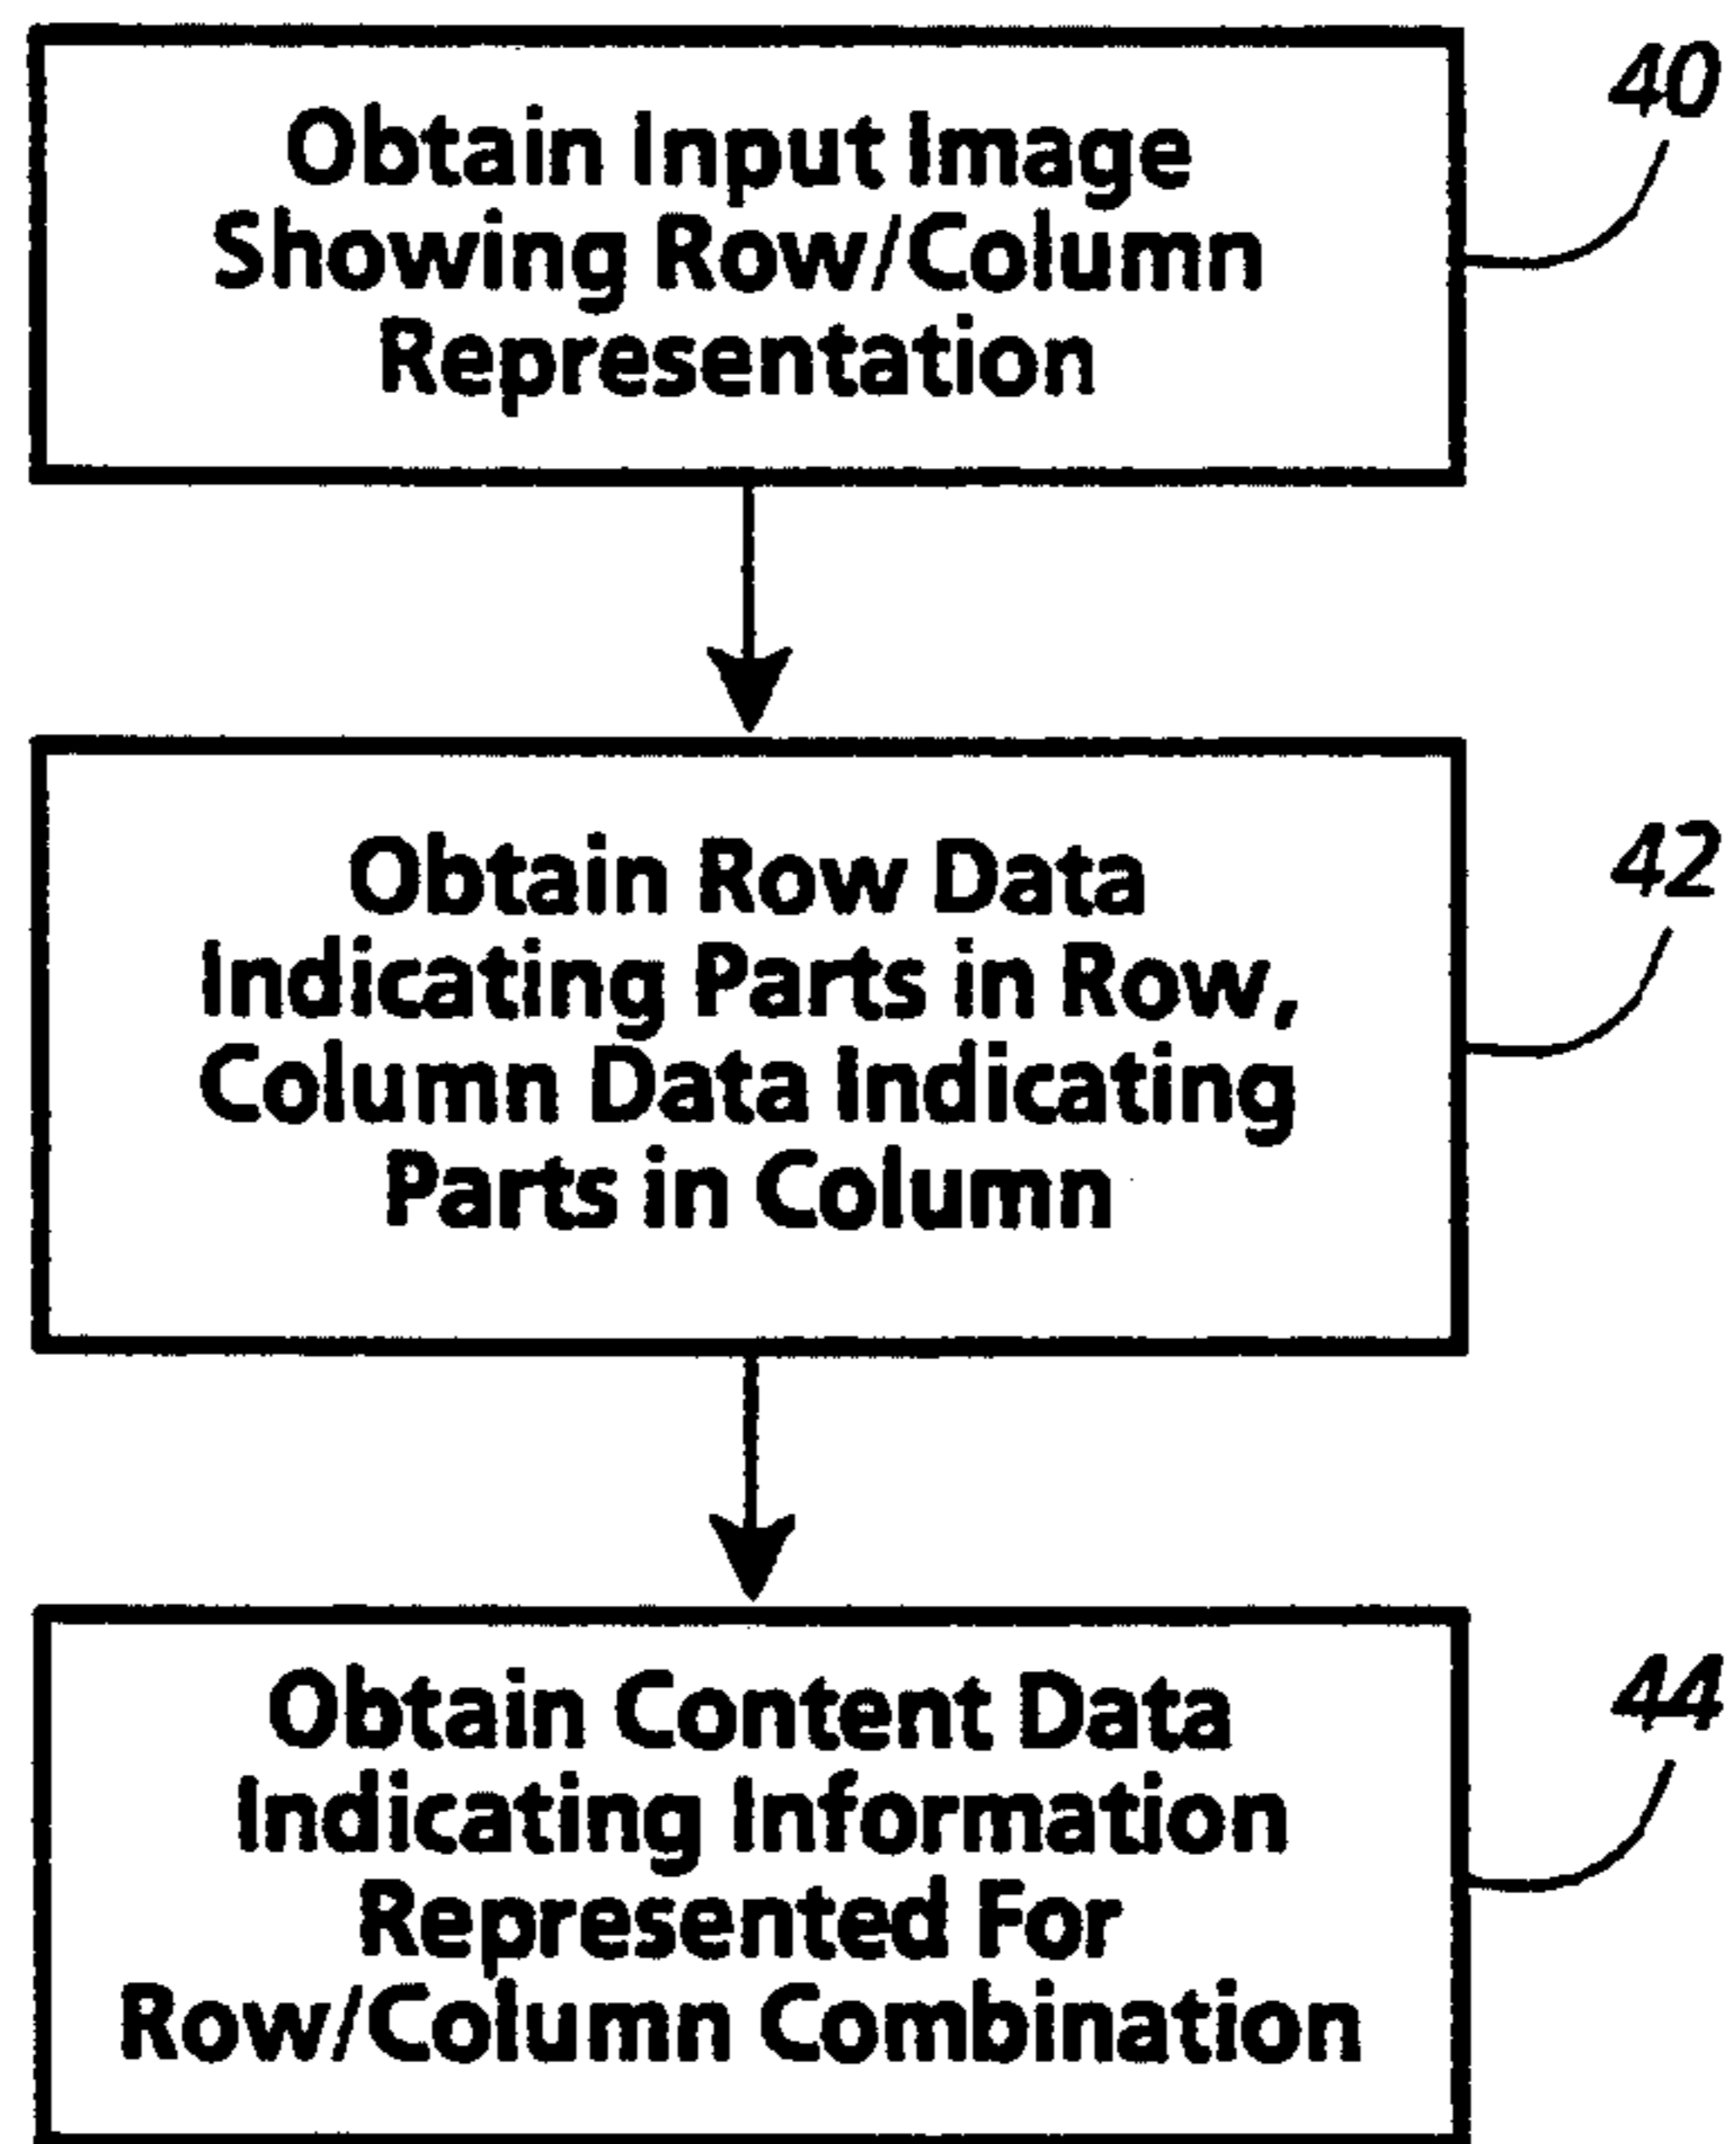 Obtain Input Image
Showing Row/Column
Representation
40
Obtain Row Data
Indicating Parts in Row,
Column Data Indicating
Parts in Column
42
Obtain Content Data
Indicating Information
Represented For
Row/Column Combination
44